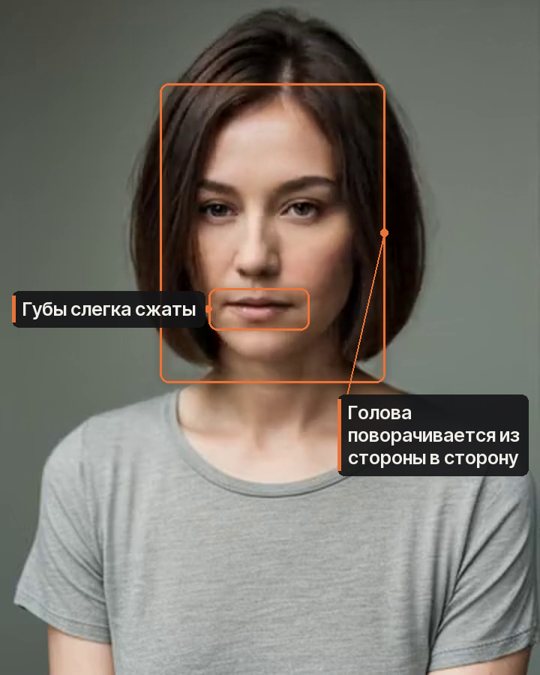 Губы слегка сжаты
Голова
поворачивается из
стороны в сторону